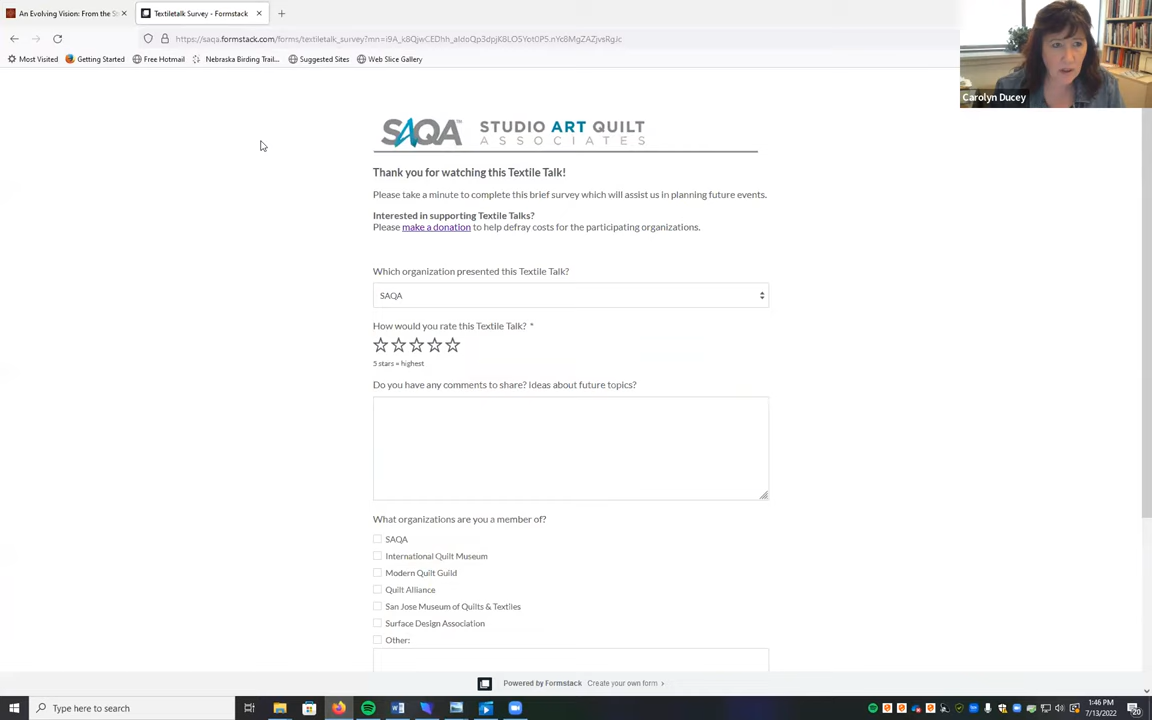 An Evolving Vision: From the S
Textiletalk Survey - Formstack
Most Visited
Getting Started
Free Hotmail
Nebraska Birding Trail...
Suggested Sites
Web Slice Gallery
Carolyn Ducey
SAQA™ STUDIO ART QUILT
ASSOCIATES
Thank you for watching this Textile Talk!
Please take a minute to complete this brief survey which will assist us in planning future events.
Interested in supporting Textile Talks?
Please make a donation to help defray costs for the participating organizations.
Which organization presented this Textile Talk?
SAQA
How would you rate this Textile Talk? *
5 stars = highest
Do you have any comments to share? Ideas about future topics?
What organizations are you a member of?
SAQA
International Quilt Museum
Modern Quilt Guild
Quilt Alliance
San Jose Museum of Quilts & Textiles
Surface Design Association
Other:
Powered by Formstack Create your own form ›
Type here to search
1:46 PM
7/13/2022
20